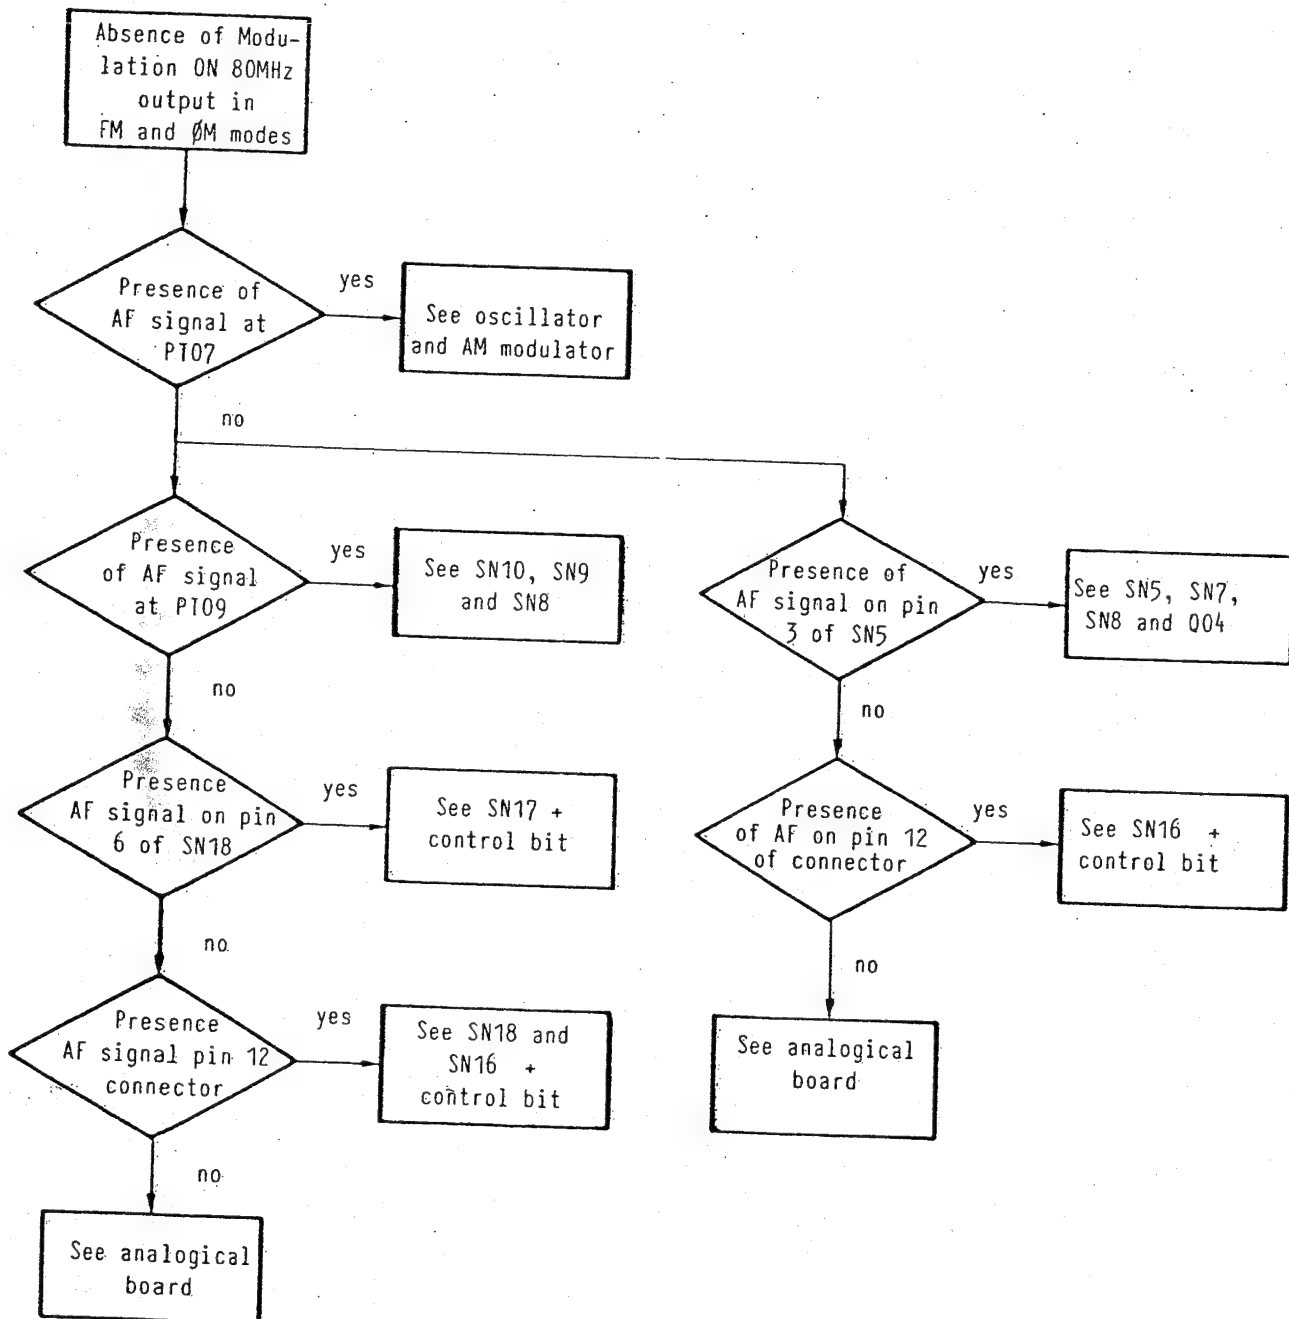 Absence of Modu-
lation ON 80MHz
output in
FM and ØM modes
Presence of
AF signal at
PT07
yes
See oscillator
and AM modulator
no
Presence
of AF signal
at PT09
yes
See SN10, SN9
and SN8
no
Presence
AF signal on pin
6 of SN18
yes
See SN17 +
control bit
no
Presence
AF signal pin 12
connector
yes
See SN18 and
SN16 +
control bit
no
See analogical
board
Presence of
AF signal on pin
3 of SN5
yes
See SN5, SN7,
SN8 and Q04
no
Presence
of AF on pin 12
of connector
yes
See SN16 +
control bit
no
See analogical
board